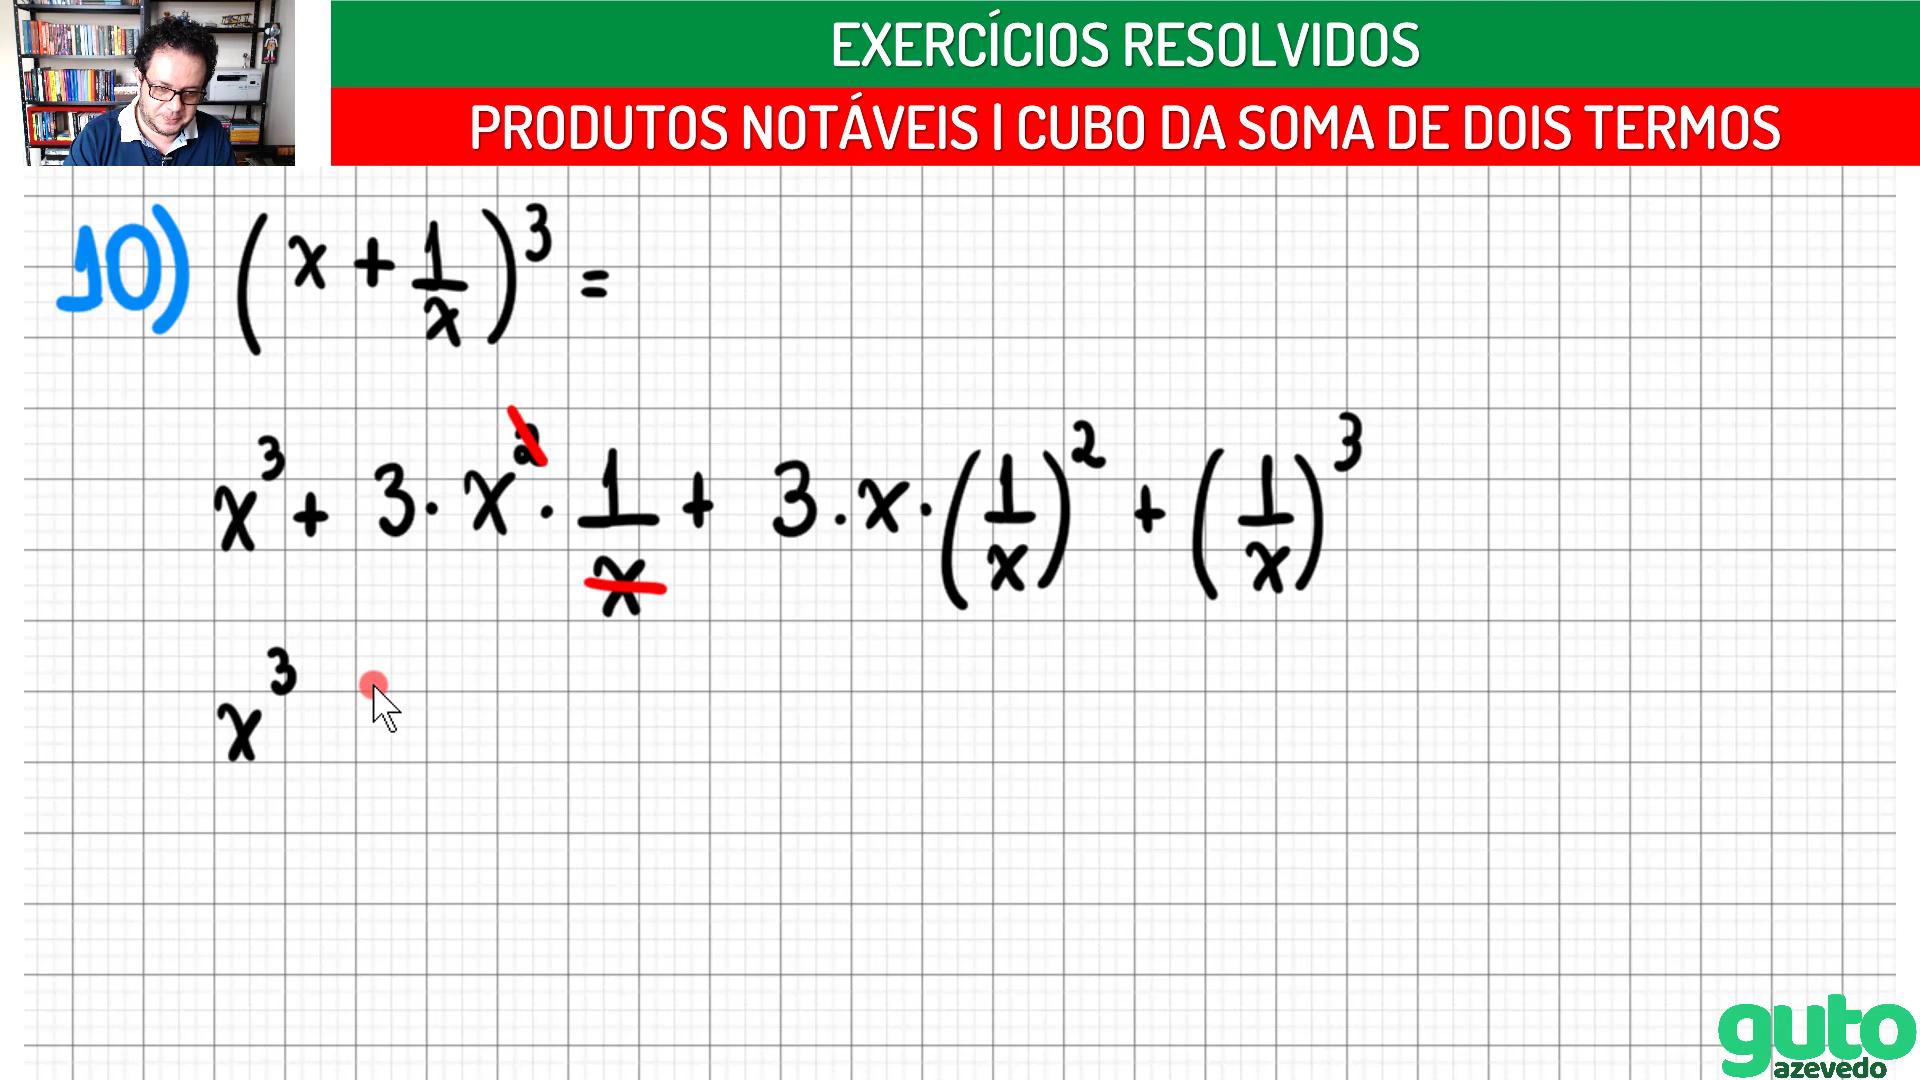 EXERCÍCIOS RESOLVIDOS
PRODUTOS NOTÁVEIS | CUBO DA SOMA DE DOIS TERMOS
10) (x + 1/x)³ =
x³ + 3 · x² · 1/x + 3 . x · (1/x)² + (1/x)³
x³
guto
azevedo